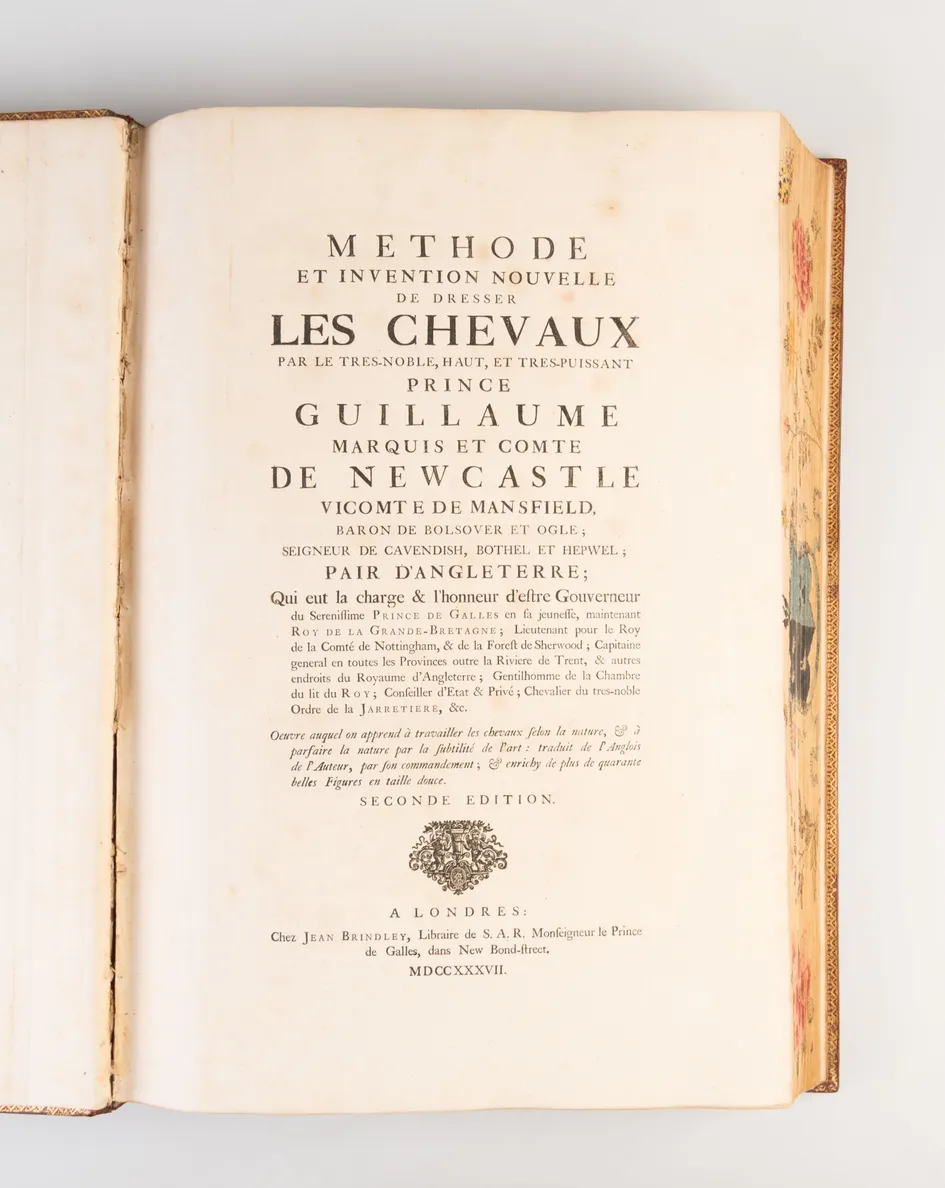 METHODE
ET INVENTION NOUVELLE
DE DRESSER
LES CHEVAUX
PAR LE TRES-NOBLE, HAUT, ET TRES-PUISSANT
PRINCE
GUILLAUME
MARQUIS ET COMTE
DE NEWCASTLE
VICOMTE DE MANSFIELD,
BARON DE BOLSOVER ET OGLE;
SEIGNEUR DE CAVENDISH, BOTHEL ET HEPWEL;
PAIR D'ANGLETERRE;
Qui eut la charge & l'honneur d'eſtre Gouverneur
du Sereniſſime PRINCE DE GALLES en ſa jeuneſſe, maintenant
ROY DE LA GRANDE-BRETAGNE; Lieutenant pour le Roy
de la Comté de Nottingham, & de la Foreſt de Sherwood; Capitaine
general en toutes les Provinces outre la Riviere de Trent, & autres
endroits du Royaume d'Angleterre; Gentilhomme de la Chambre
du lit du ROY; Conſeiller d'Etat & Privé; Chevalier du tres-noble
Ordre de la JARRETIERE, &c.
Oeuvre auquel on apprend à travailler les chevaux ſelon la nature, & à
parfaire la nature par la ſubtilité de l'art: traduit de l'Anglois
de l'Auteur, par ſon commandement; & enrichy de plus de quarante
belles Figures en taille douce.
SECONDE EDITION.
A LONDRES:
Chez JEAN BRINDLEY, Libraire de S. A. R. Monſeigneur le Prince
de Galles, dans New Bond-ſtreet.
MDCCXXXVII.